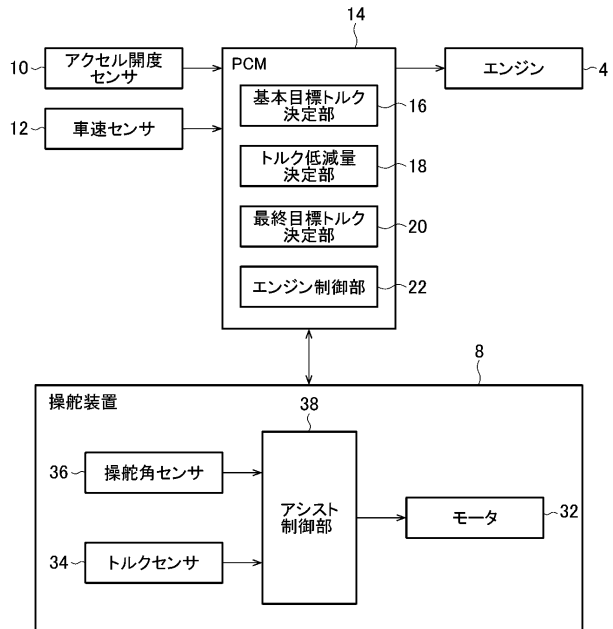 14
10
アクセル開度
センサ
PCM
エンジン
4
12
車速センサ
基本目標トルク
決定部
16
トルク低減量
決定部
18
最終目標トルク
決定部
20
エンジン制御部
22
8
操舵装置
38
36
操舵角センサ
アシスト
制御部
モータ
32
34
トルクセンサ